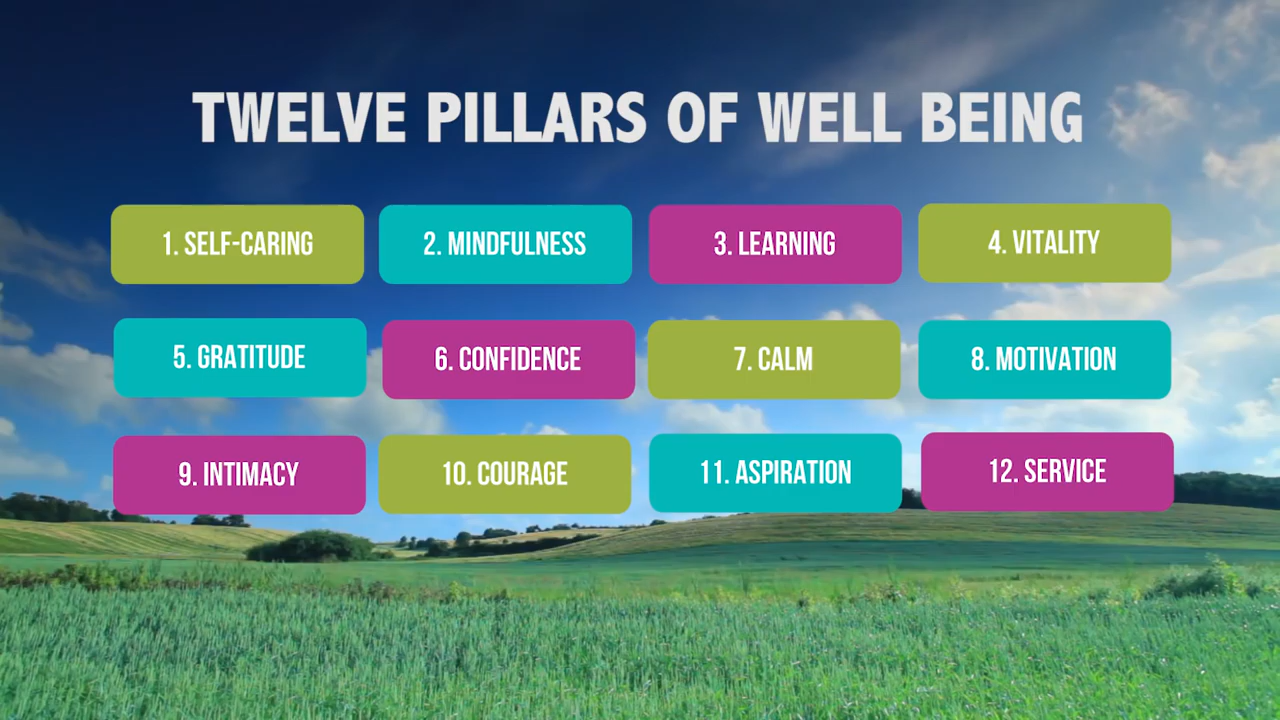 TWELVE PILLARS OF WELL BEING
1. SELF-CARING
2. MINDFULNESS
3. LEARNING
4. VITALITY
5. GRATITUDE
6. CONFIDENCE
7. CALM
8. MOTIVATION
9. INTIMACY
10. COURAGE
11. ASPIRATION
12. SERVICE